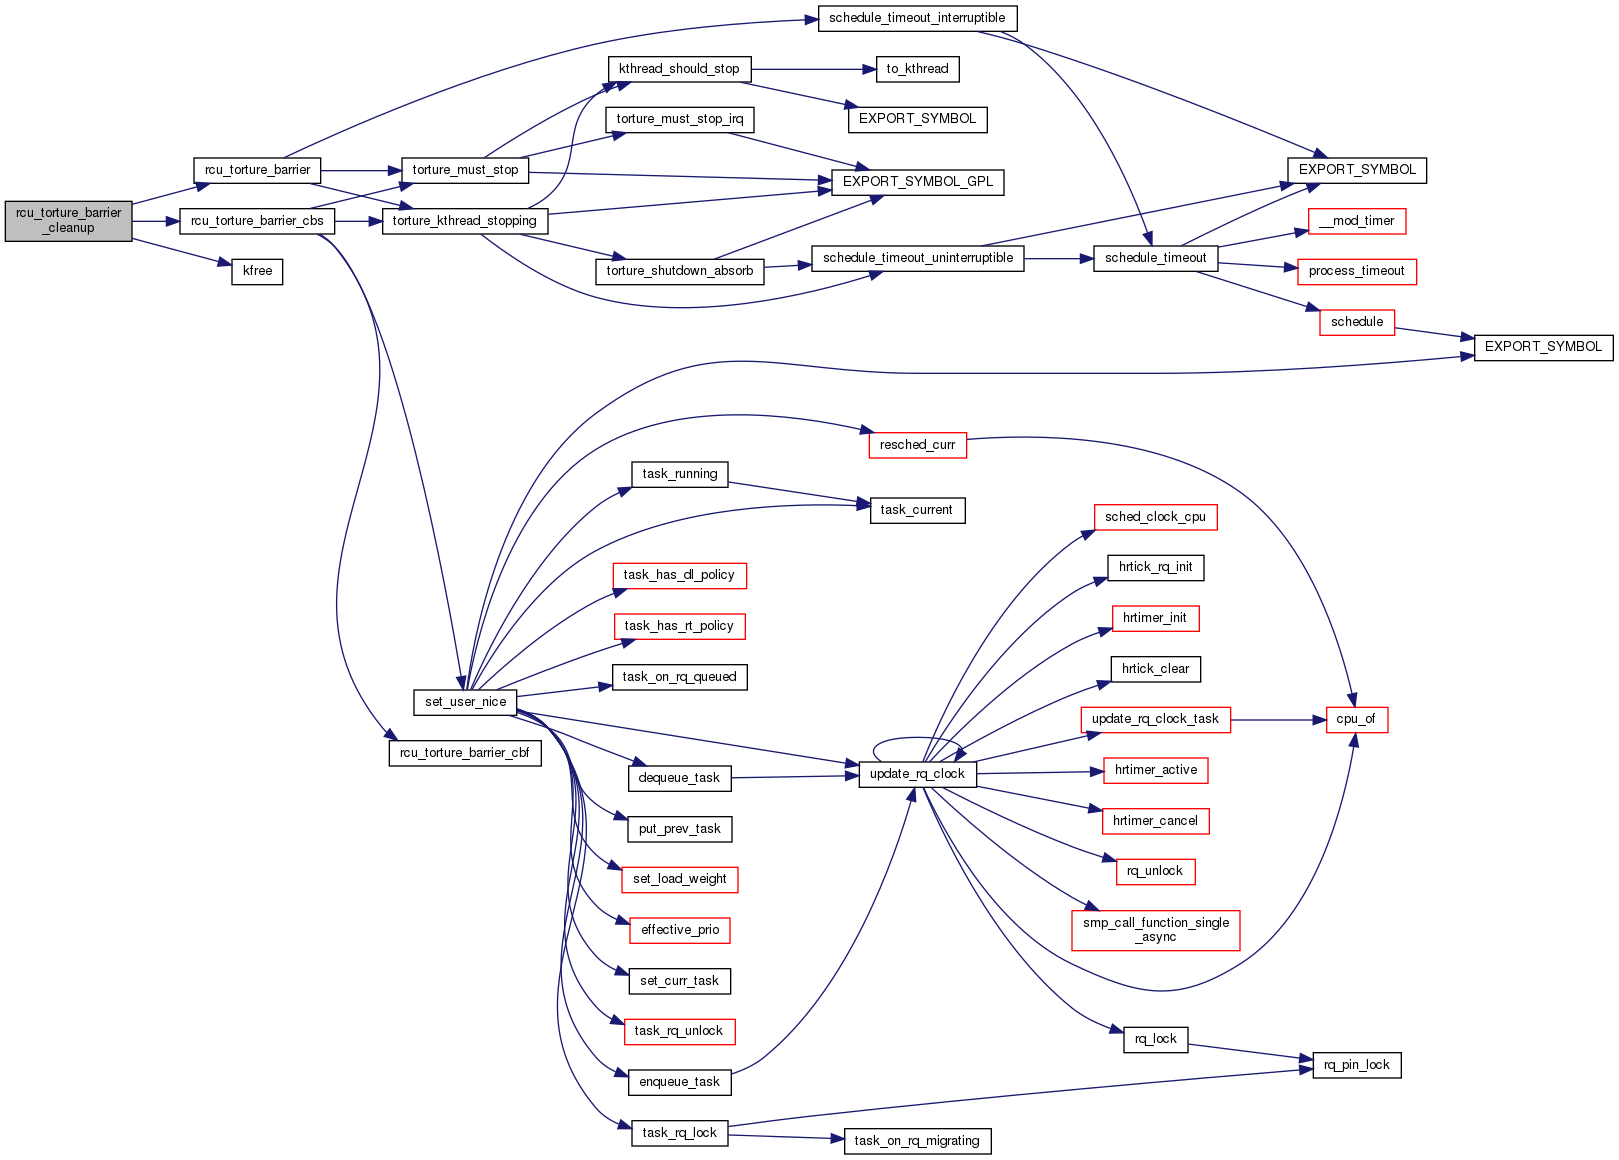 schedule_timeout_interruptible
kthread_should_stop
to_kthread
torture_must_stop_irq
EXPORT_SYMBOL
rcu_torture_barrier
torture_must_stop
EXPORT_SYMBOL_GPL
EXPORT_SYMBOL
rcu_torture_barrier
_cleanup
rcu_torture_barrier_cbs
torture_kthread_stopping
__mod_timer
kfree
torture_shutdown_absorb
schedule_timeout_uninterruptible
schedule_timeout
process_timeout
schedule
EXPORT_SYMBOL
resched_curr
task_running
task_current
sched_clock_cpu
task_has_dl_policy
hrtick_rq_init
task_has_rt_policy
hrtimer_init
task_on_rq_queued
hrtick_clear
set_user_nice
update_rq_clock_task
cpu_of
rcu_torture_barrier_cbf
dequeue_task
update_rq_clock
hrtimer_active
put_prev_task
hrtimer_cancel
set_load_weight
rq_unlock
effective_prio
smp_call_function_single
_async
set_curr_task
task_rq_unlock
rq_lock
enqueue_task
rq_pin_lock
task_rq_lock
task_on_rq_migrating